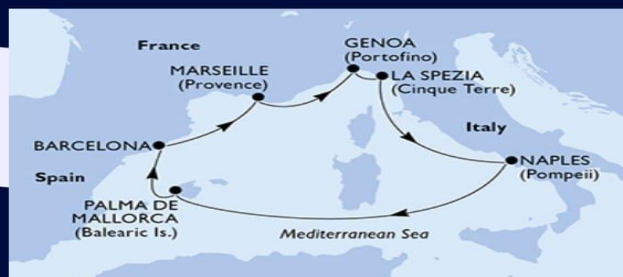 France
GENOA
(Portofino)
MARSEILLE
(Provence)
LA SPEZIA
(Cinque Terre)
BARCELONA
Italy
NAPLES
(Pompeii)
Spain
PALMA DE
MALLORCA
(Balearic Is.)
Mediterranean Sea